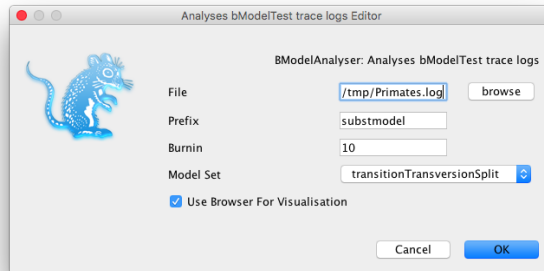 Analyses bModelTest trace logs Editor
BModelAnalyser: Analyses bModelTest trace logs
File /tmp/Primates.log browse
Prefix substmodel
Burnin 10
Model Set transitionTransversionSplit
Use Browser For Visualisation
Cancel OK